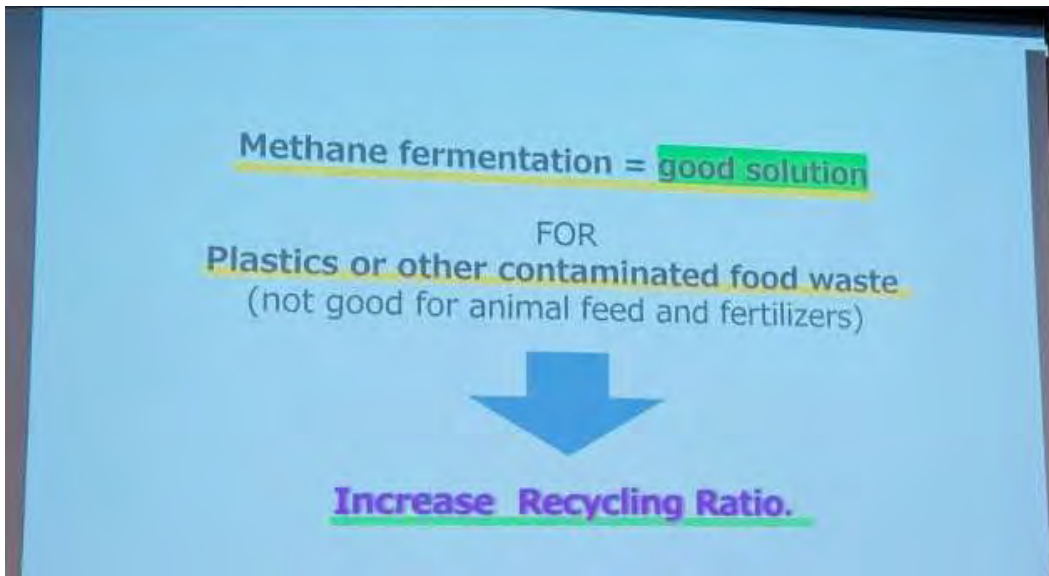 Methane fermentation = good solution
FOR
Plastics or other contaminated food waste
(not good for animal feed and fertilizers)
Increase Recycling Ratio.